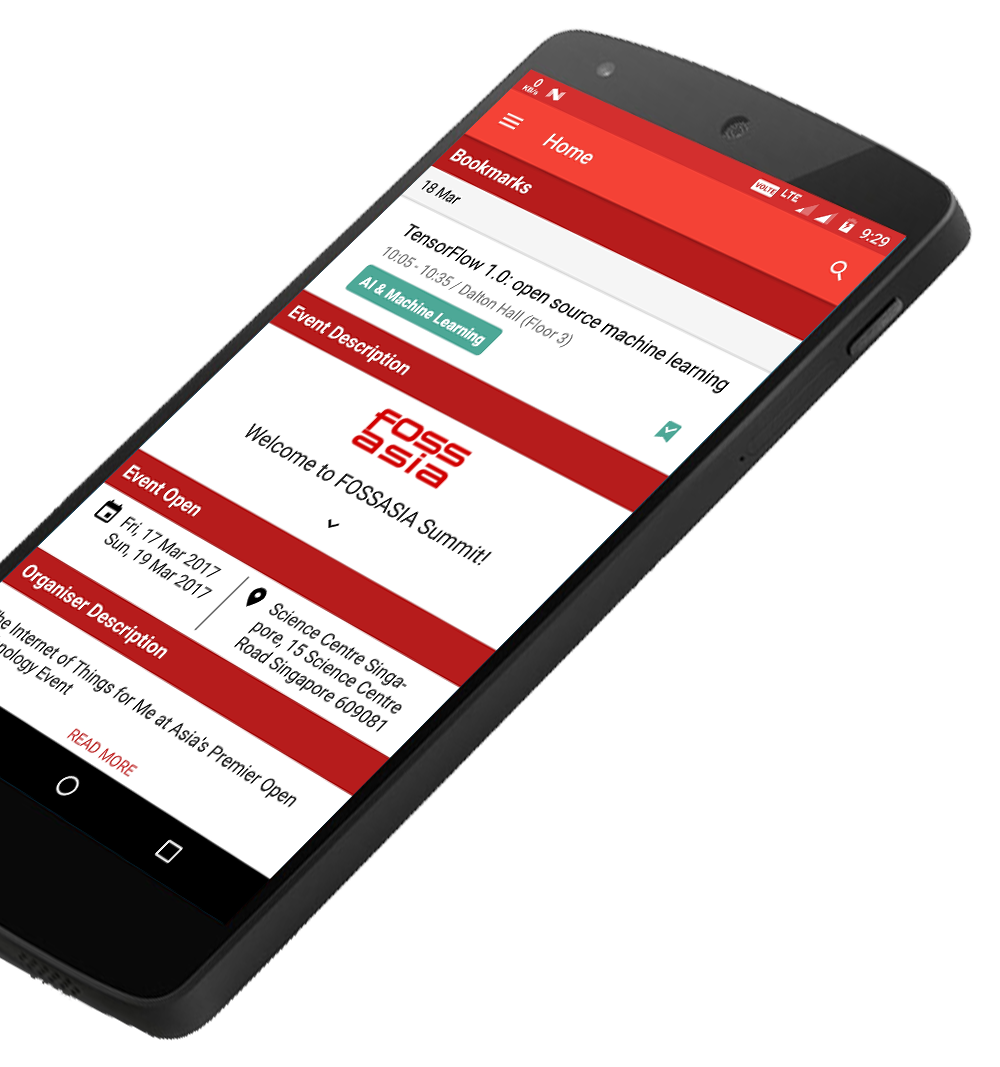 0
KB/s
VOLTE LTE 9:29
Home
Bookmarks
18 Mar
TensorFlow 1.0: open source machine learning
10:05 - 10:35 / Dalton Hall (Floor 3)
AI & Machine Learning
Event Description
foss
asia
Welcome to FOSSASIA Summit!
Event Open
Fri, 17 Mar 2017
Sun, 19 Mar 2017
Science Centre Singa-
pore, 15 Science Centre
Road Singapore 609081
Organiser Description
he Internet of Things for Me at Asia's Premier Open
nology Event
READ MORE